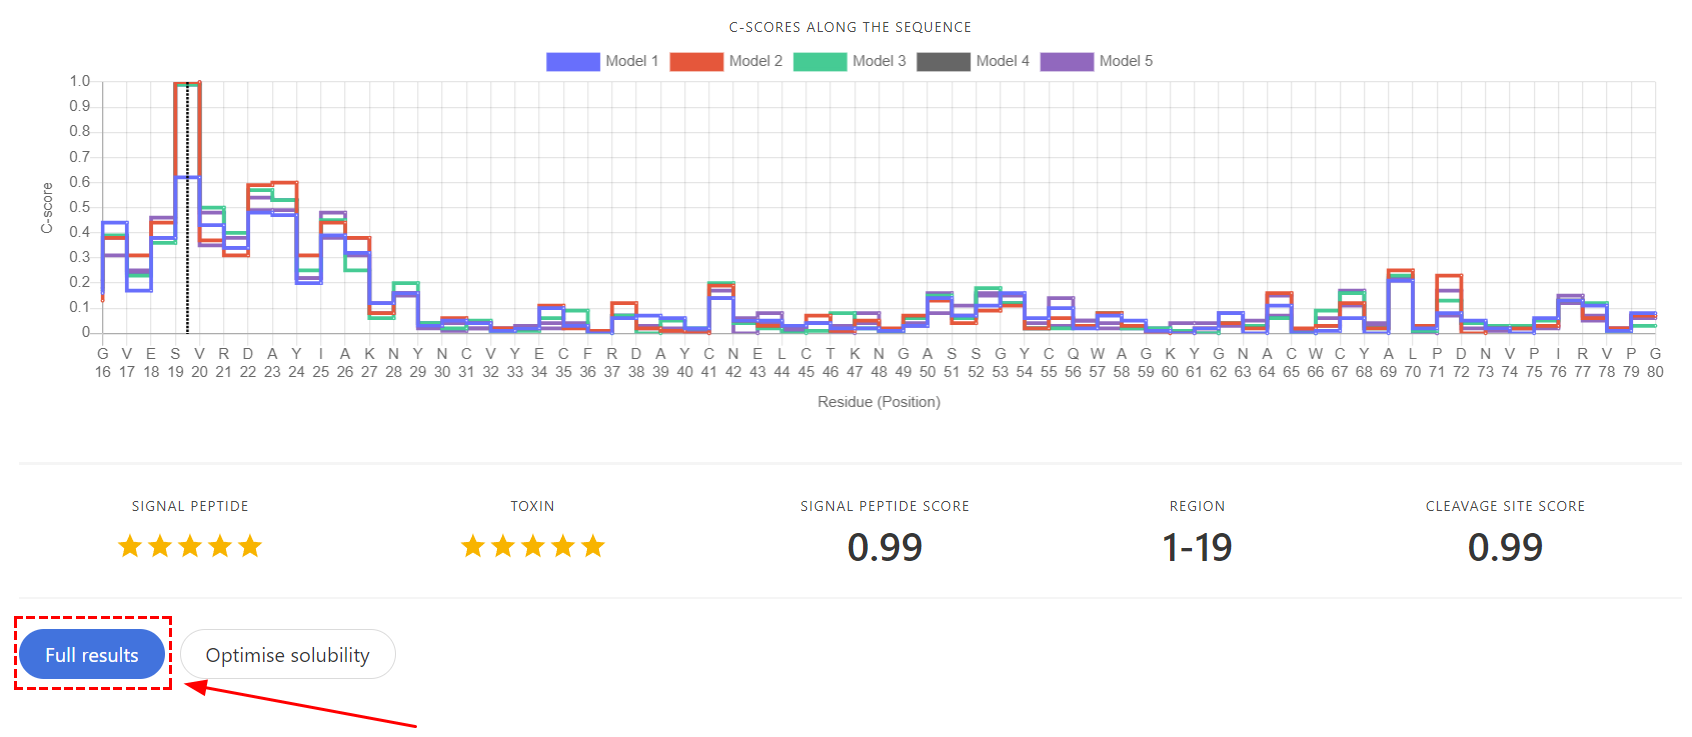 C-SCORES ALONG THE SEQUENCE
Model 1 Model 2 Model 3 Model 4 Model 5
1.0
0.9
0.8
0.7
0.6
0.5
0.4
0.3
0.2
0.1
0
C-score
G V E S V R D A Y I A K N Y N C V Y E C F R D A Y C N E L C T K N G A S S G Y C Q W A G K Y G N A C W C Y A L P D N V P I R V P G
16 17 18 19 20 21 22 23 24 25 26 27 28 29 30 31 32 33 34 35 36 37 38 39 40 41 42 43 44 45 46 47 48 49 50 51 52 53 54 55 56 57 58 59 60 61 62 63 64 65 66 67 68 69 70 71 72 73 74 75 76 77 78 79 80
Residue (Position)
SIGNAL PEPTIDE TOXIN SIGNAL PEPTIDE SCORE REGION CLEAVAGE SITE SCORE
0.99 1-19 0.99
Full results Optimise solubility